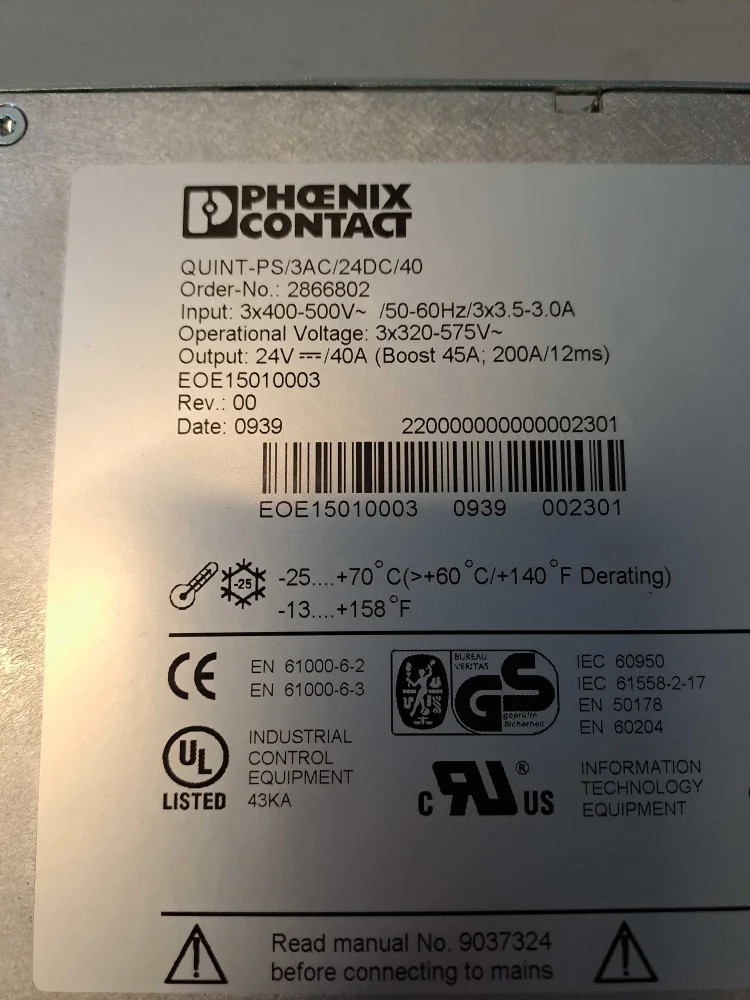 PHŒNIX
CONTACT
QUINT-PS/3AC/24DC/40
Order-No.: 2866802
Input: 3x400-500V~ /50-60Hz/3x3.5-3.0A
Operational Voltage: 3x320-575V~
Output: 24V ⎓/40A (Boost 45A; 200A/12ms)
EOE15010003
Rev.: 00
Date: 0939 220000000000002301
EOE15010003 0939 002301
-25
-25....+70°C(>+60°C/+140°F Derating)
-13....+158°F
CE EN 61000-6-2
EN 61000-6-3
BUREAU
VERITAS
GS
geprüfte
Sicherheit
IEC 60950
IEC 61558-2-17
EN 50178
EN 60204
UL
LISTED
INDUSTRIAL
CONTROL
EQUIPMENT
43KA
C RU ® US
INFORMATION
TECHNOLOGY
EQUIPMENT
Read manual No. 9037324
before connecting to mains